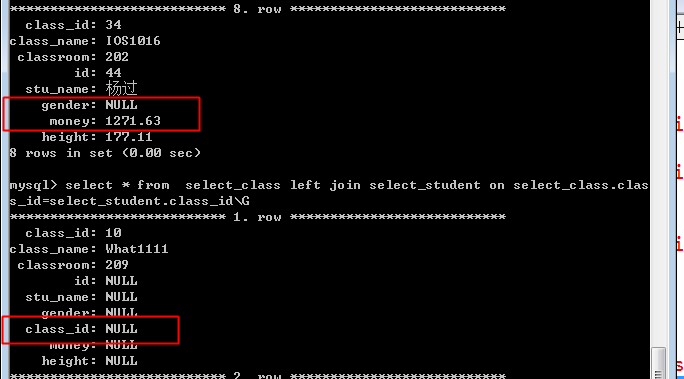 *************************** 8. row ***************************
class_id: 34
class_name: IOS1016
classroom: 202
id: 44
stu_name: 杨过
gender: NULL
money: 1271.63
height: 177.11
8 rows in set (0.00 sec)
mysql> select * from  select_class left join select_student on select_class.clas
s_id=select_student.class_id\G
*************************** 1. row ***************************
class_id: 10
class_name: What1111
classroom: 209
id: NULL
stu_name: NULL
gender: NULL
class_id: NULL
money: NULL
height: NULL
*************************** 2. row ***************************